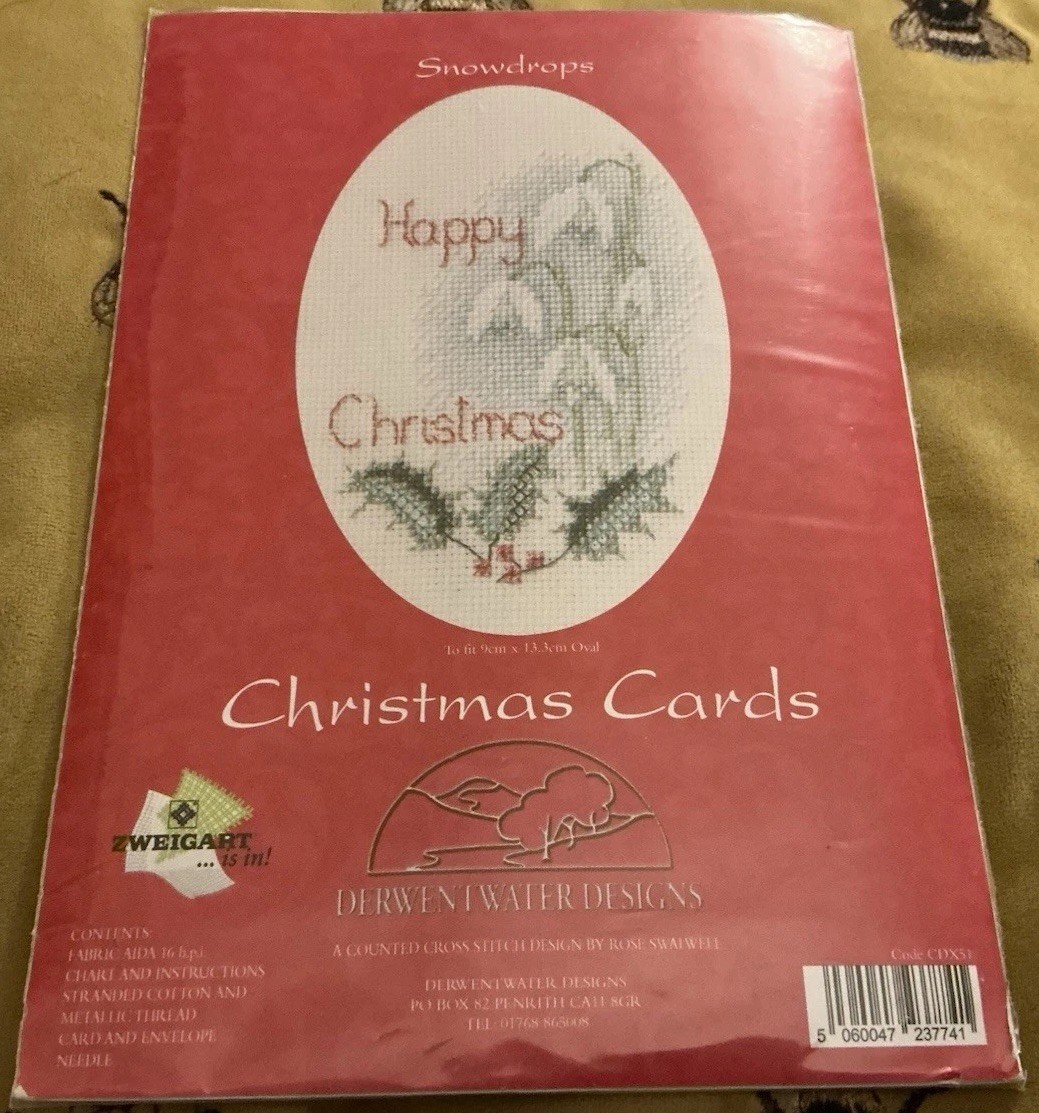 Snowdrops
Happy
Christmas
To fit 9cm x 13.3cm Oval
Christmas Cards
ZWEIGART
... is in!
DERWENTWATER DESIGNS
CONTENTS:
FABRIC AIDA 16 h.p.i.
CHART AND INSTRUCTIONS
STRANDED COTTON AND
METALLIC THREAD
CARD AND ENVELOPE
NEEDLE
A COUNTED CROSS STITCH DESIGN BY ROSE SWALWELL
DERWENTWATER DESIGNS
PO BOX 82 PENRITH CA11 8GR
TEL: 01768 865008
Code CDX51
5 060047 237741